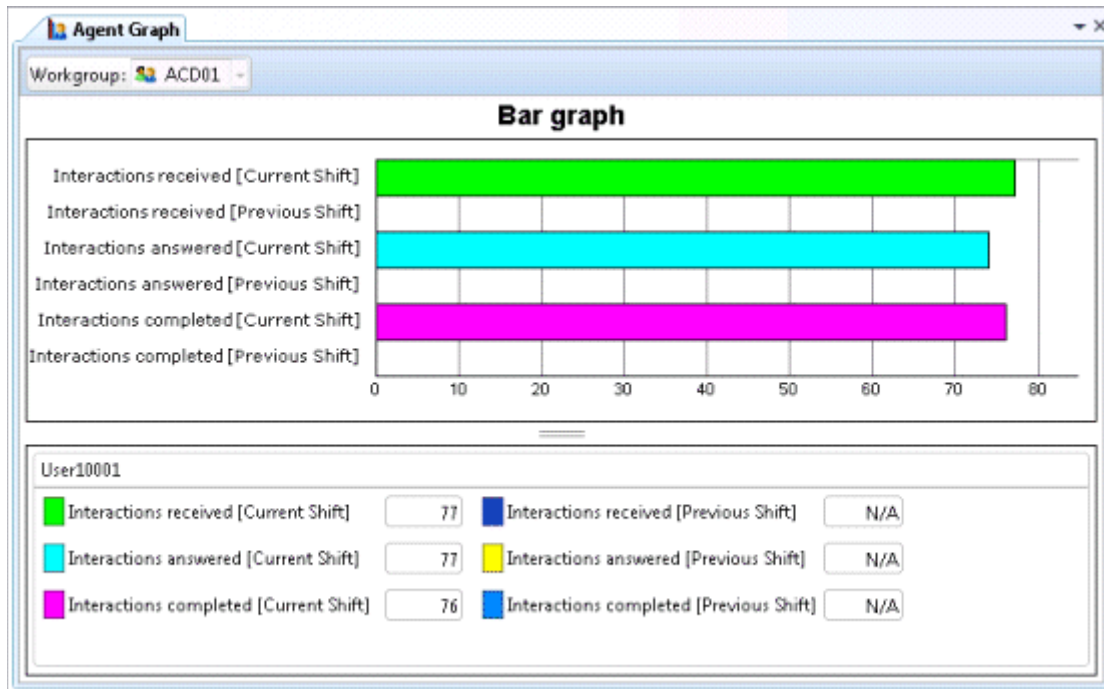 Agent Graph
Workgroup: ACD01
Bar graph
Interactions received [Current Shift]
Interactions received [Previous Shift]
Interactions answered [Current Shift]
Interactions answered [Previous Shift]
Interactions completed [Current Shift]
Interactions completed [Previous Shift]
0 10 20 30 40 50 60 70 80
User10001
Interactions received [Current Shift] 77 Interactions received [Previous Shift] N/A
Interactions answered [Current Shift] 77 Interactions answered [Previous Shift] N/A
Interactions completed [Current Shift] 76 Interactions completed [Previous Shift] N/A